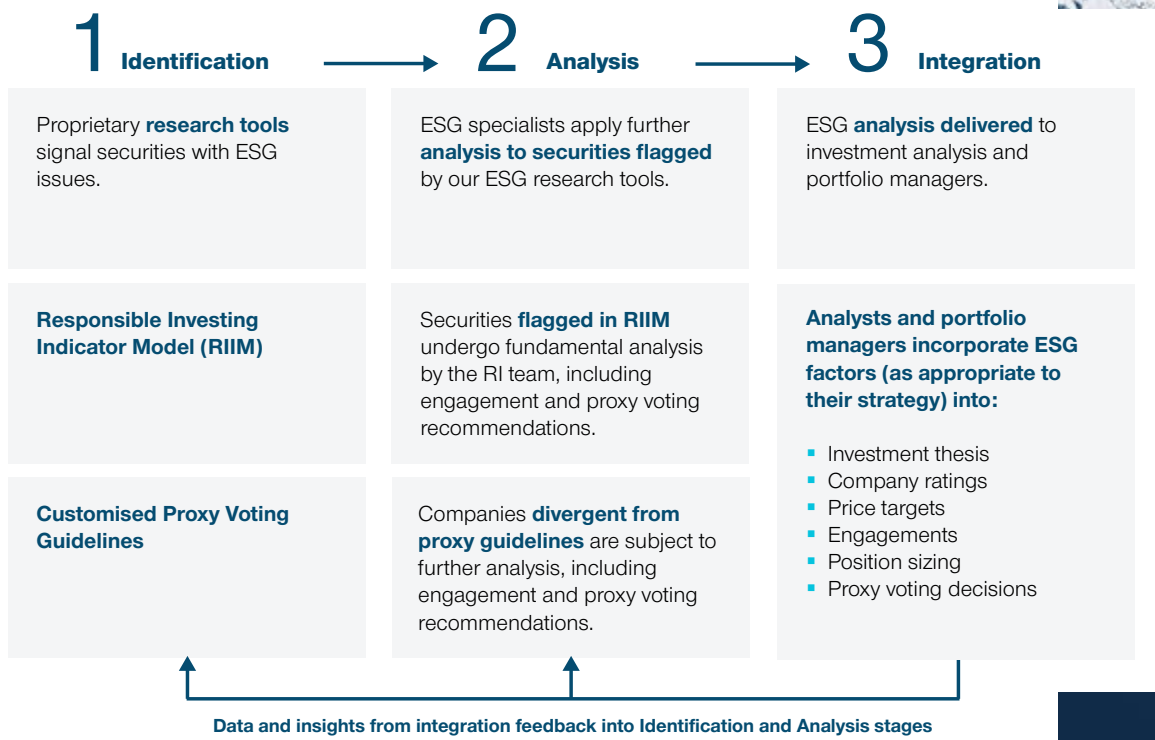 1 Identification
2 Analysis
3 Integration
Proprietary research tools
signal securities with ESG
issues.
ESG specialists apply further
analysis to securities flagged
by our ESG research tools.
ESG analysis delivered to
investment analysis and
portfolio managers.
Responsible Investing
Indicator Model (RIIM)
Securities flagged in RIIM
undergo fundamental analysis
by the RI team, including
engagement and proxy voting
recommendations.
Customised Proxy Voting
Guidelines
Companies divergent from
proxy guidelines are subject to
further analysis, including
engagement and proxy voting
recommendations.
Analysts and portfolio
managers incorporate ESG
factors (as appropriate to
their strategy) into:
▪ Investment thesis
▪ Company ratings
▪ Price targets
▪ Engagements
▪ Position sizing
▪ Proxy voting decisions
Data and insights from integration feedback into Identification and Analysis stages